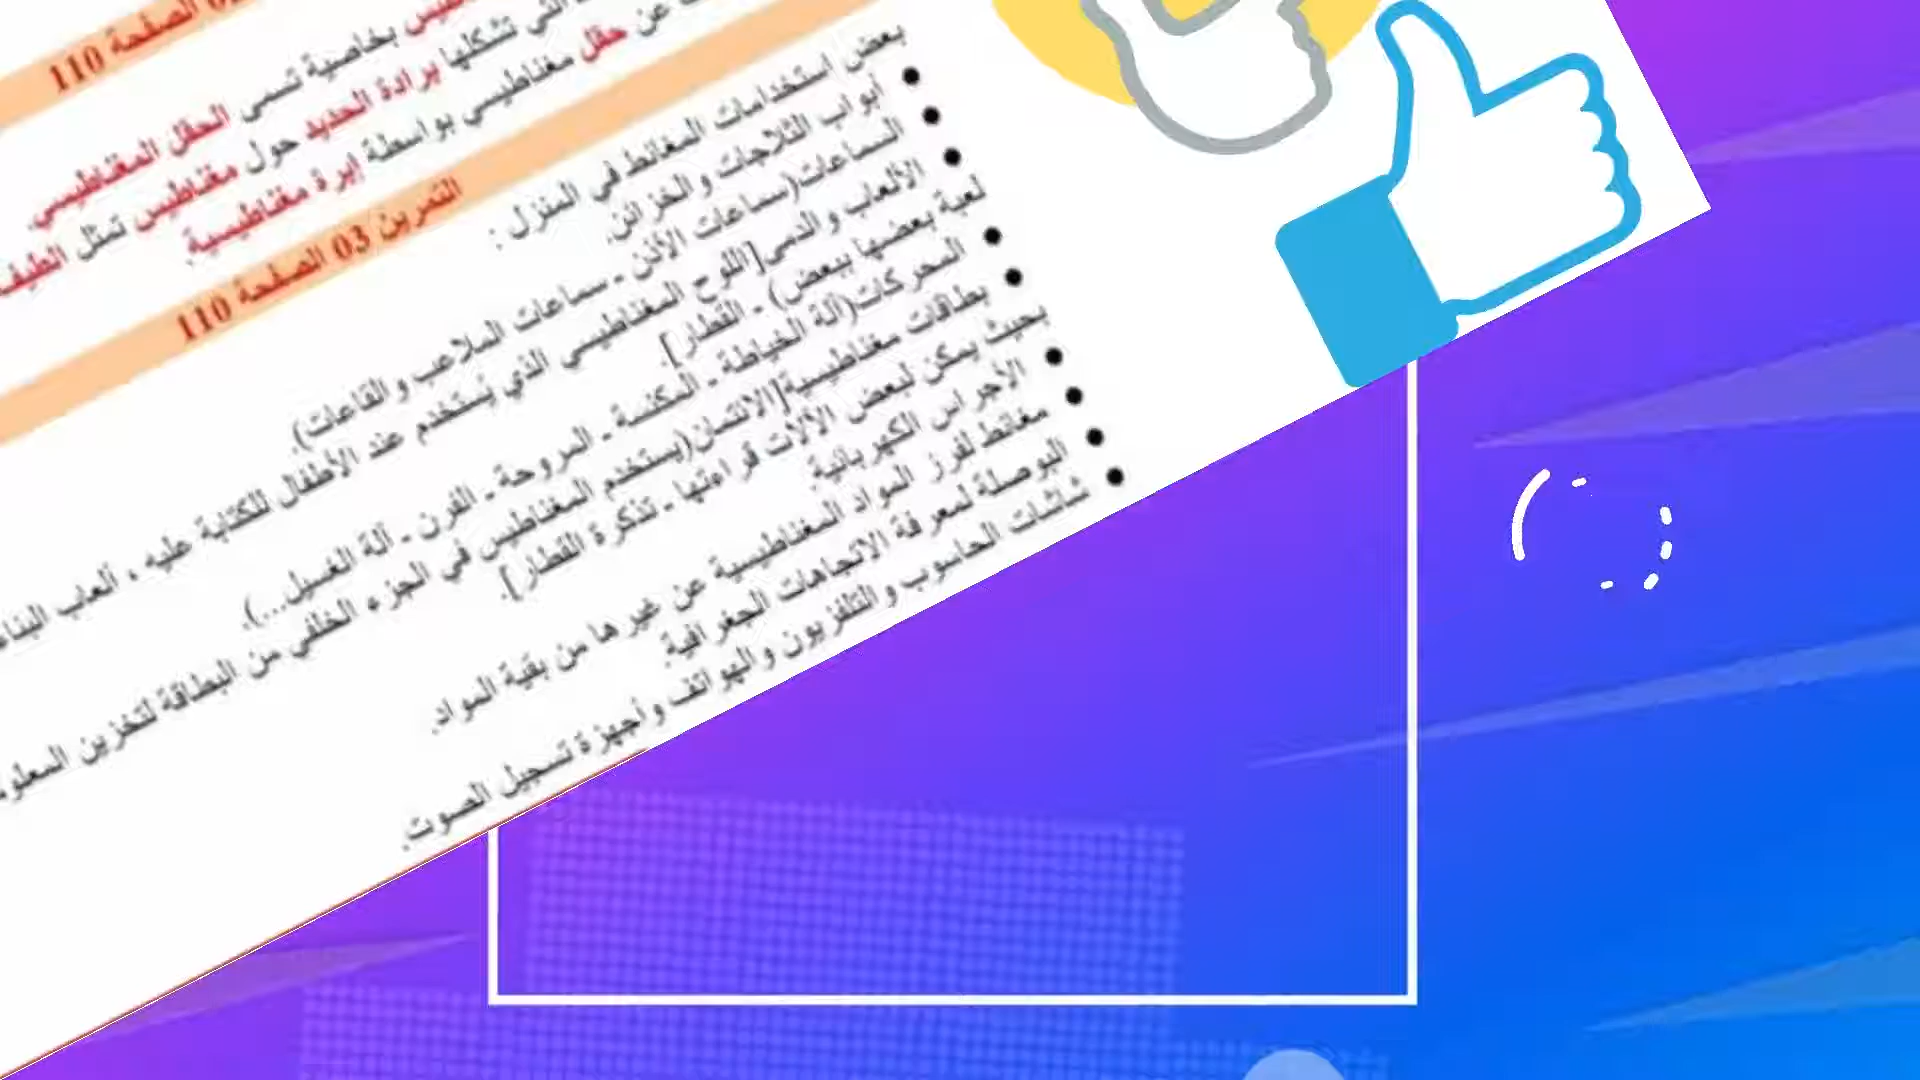 الصفحة 110
بخاصية تسمى الحقل المغناطيسي.
التي تشكلها برادة الحديد حول مغناطيس تمثل الطيف
عن حقل مغناطيسي بواسطة إبرة مغناطيسية.
التمرين 03 الصفحة 110
بعض استخدامات المغانط في المنزل :
● أبواب الثلاجات و الخزائن.
● الساعات(ساعات الأذن - ساعات الملاعب و القاعات).
● الألعاب و الدمى[اللوح المغناطيسي الذي يُستخدم عند الأطفال للكتابة عليه ، ألعاب البناء
لعبة بعضها ببعض) - القطار].
● المحركات(آلة الخياطة - المكنسة - المروحة - الفرن - آلة الغسيل...).
● بطاقات مغناطيسية[الائتمان(يستخدم المغناطيس في الجزء الخلفي من البطاقة لتخزين
بحيث يمكن لبعض الآلات قراءتها - تذكرة القطار].
● الأجراس الكهربائية.
● مغانط لفرز المواد المغناطيسية عن غيرها من بقية المواد.
● البوصلة لمعرفة الاتجاهات الجغرافية.
● شاشات الحاسوب و التلفزيون والهواتف وأجهزة تسجيل الصوت.